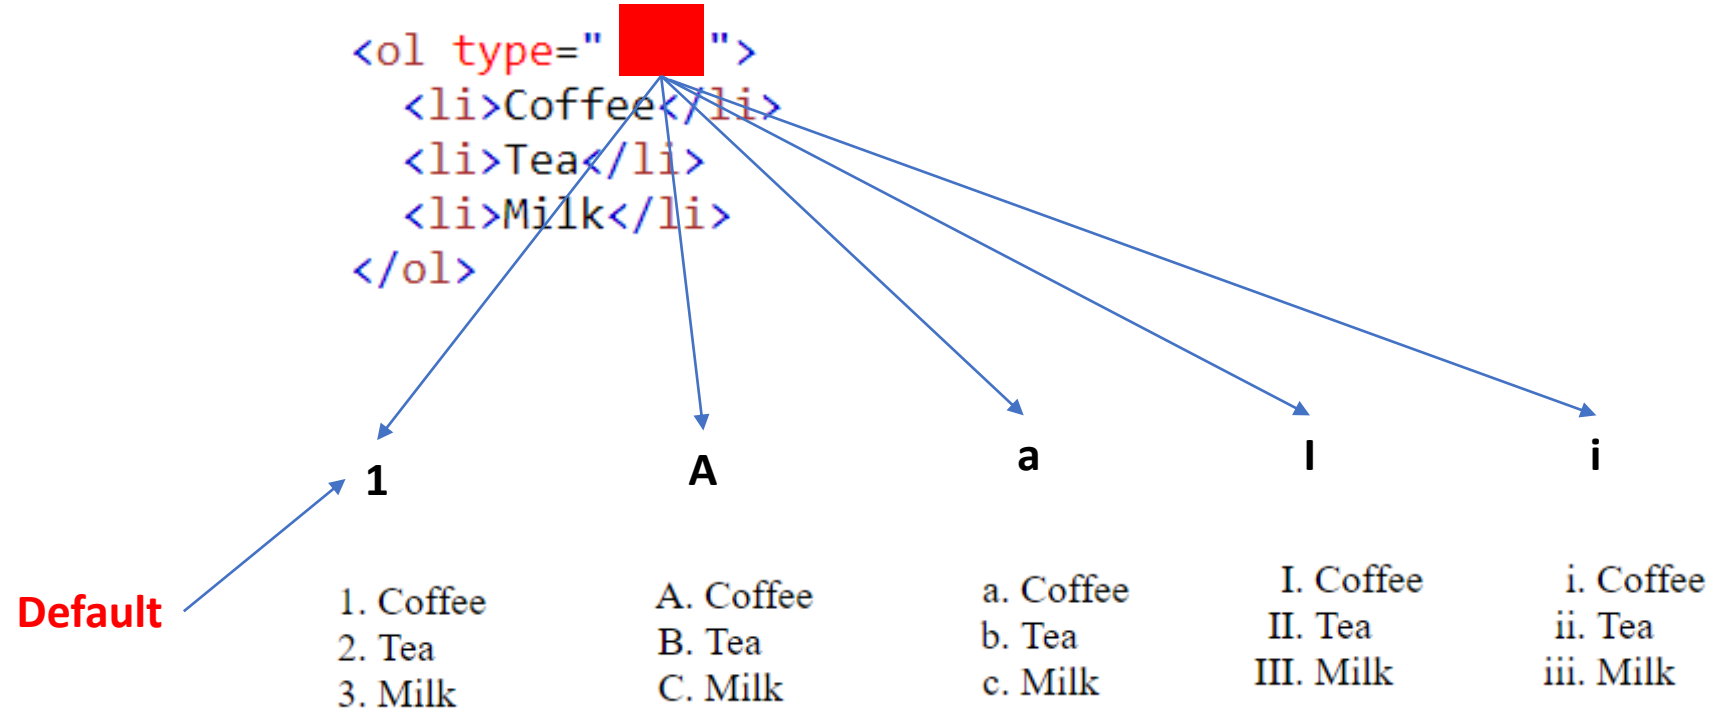 <ol type=" ">
<li>Coffee</li>
<li>Tea</li>
<li>Milk</li>
</ol>
1 A a I i
Default
1. Coffee
2. Tea
3. Milk
A. Coffee
B. Tea
C. Milk
a. Coffee
b. Tea
c. Milk
I. Coffee
II. Tea
III. Milk
i. Coffee
ii. Tea
iii. Milk